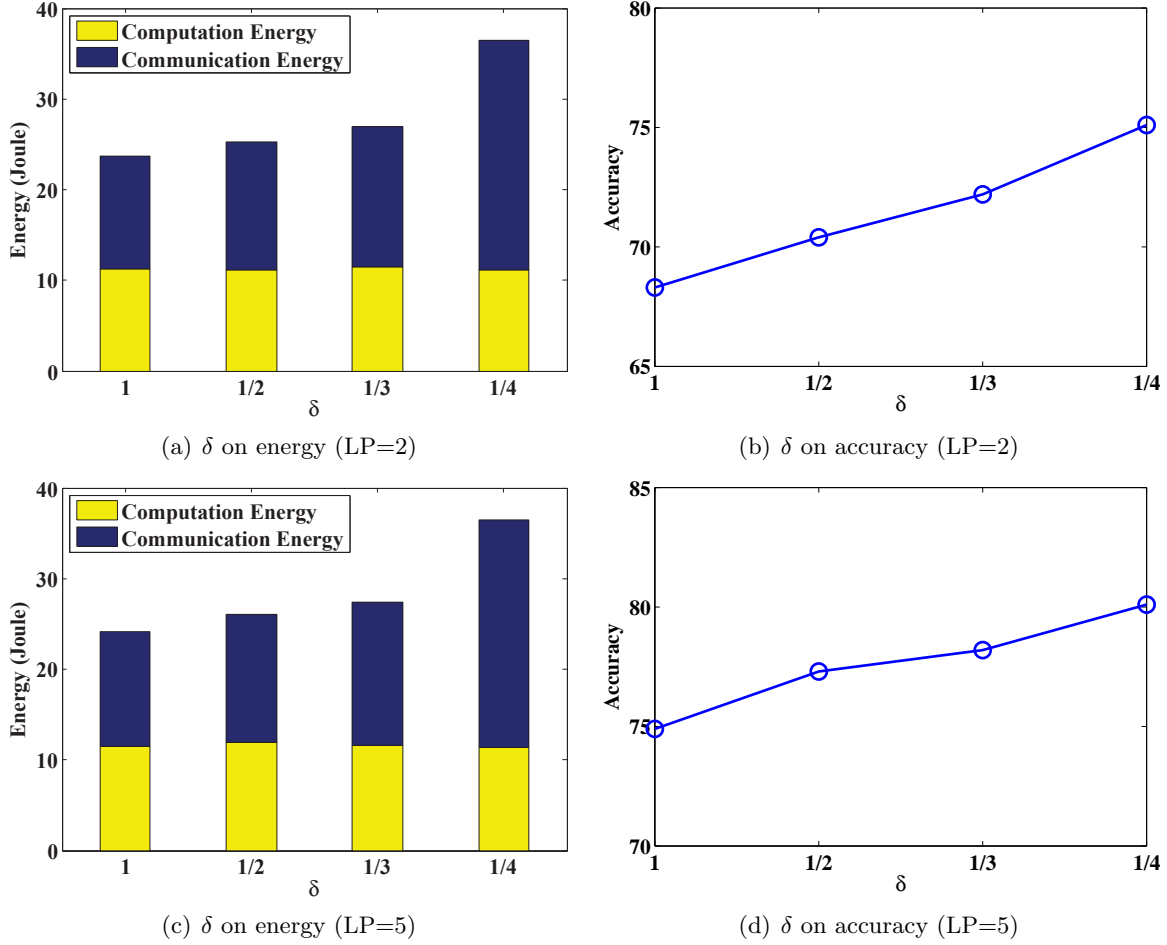 40
30
20
10
0
Energy (Joule)
Computation Energy
Communication Energy
1 1/2 1/3 1/4
δ
(a) δ on energy (LP=2)
80
75
70
65
Accuracy
1 1/2 1/3 1/4
δ
(b) δ on accuracy (LP=2)
40
30
20
10
0
Energy (Joule)
Computation Energy
Communication Energy
1 1/2 1/3 1/4
δ
(c) δ on energy (LP=5)
85
80
75
70
Accuracy
1 1/2 1/3 1/4
δ
(d) δ on accuracy (LP=5)